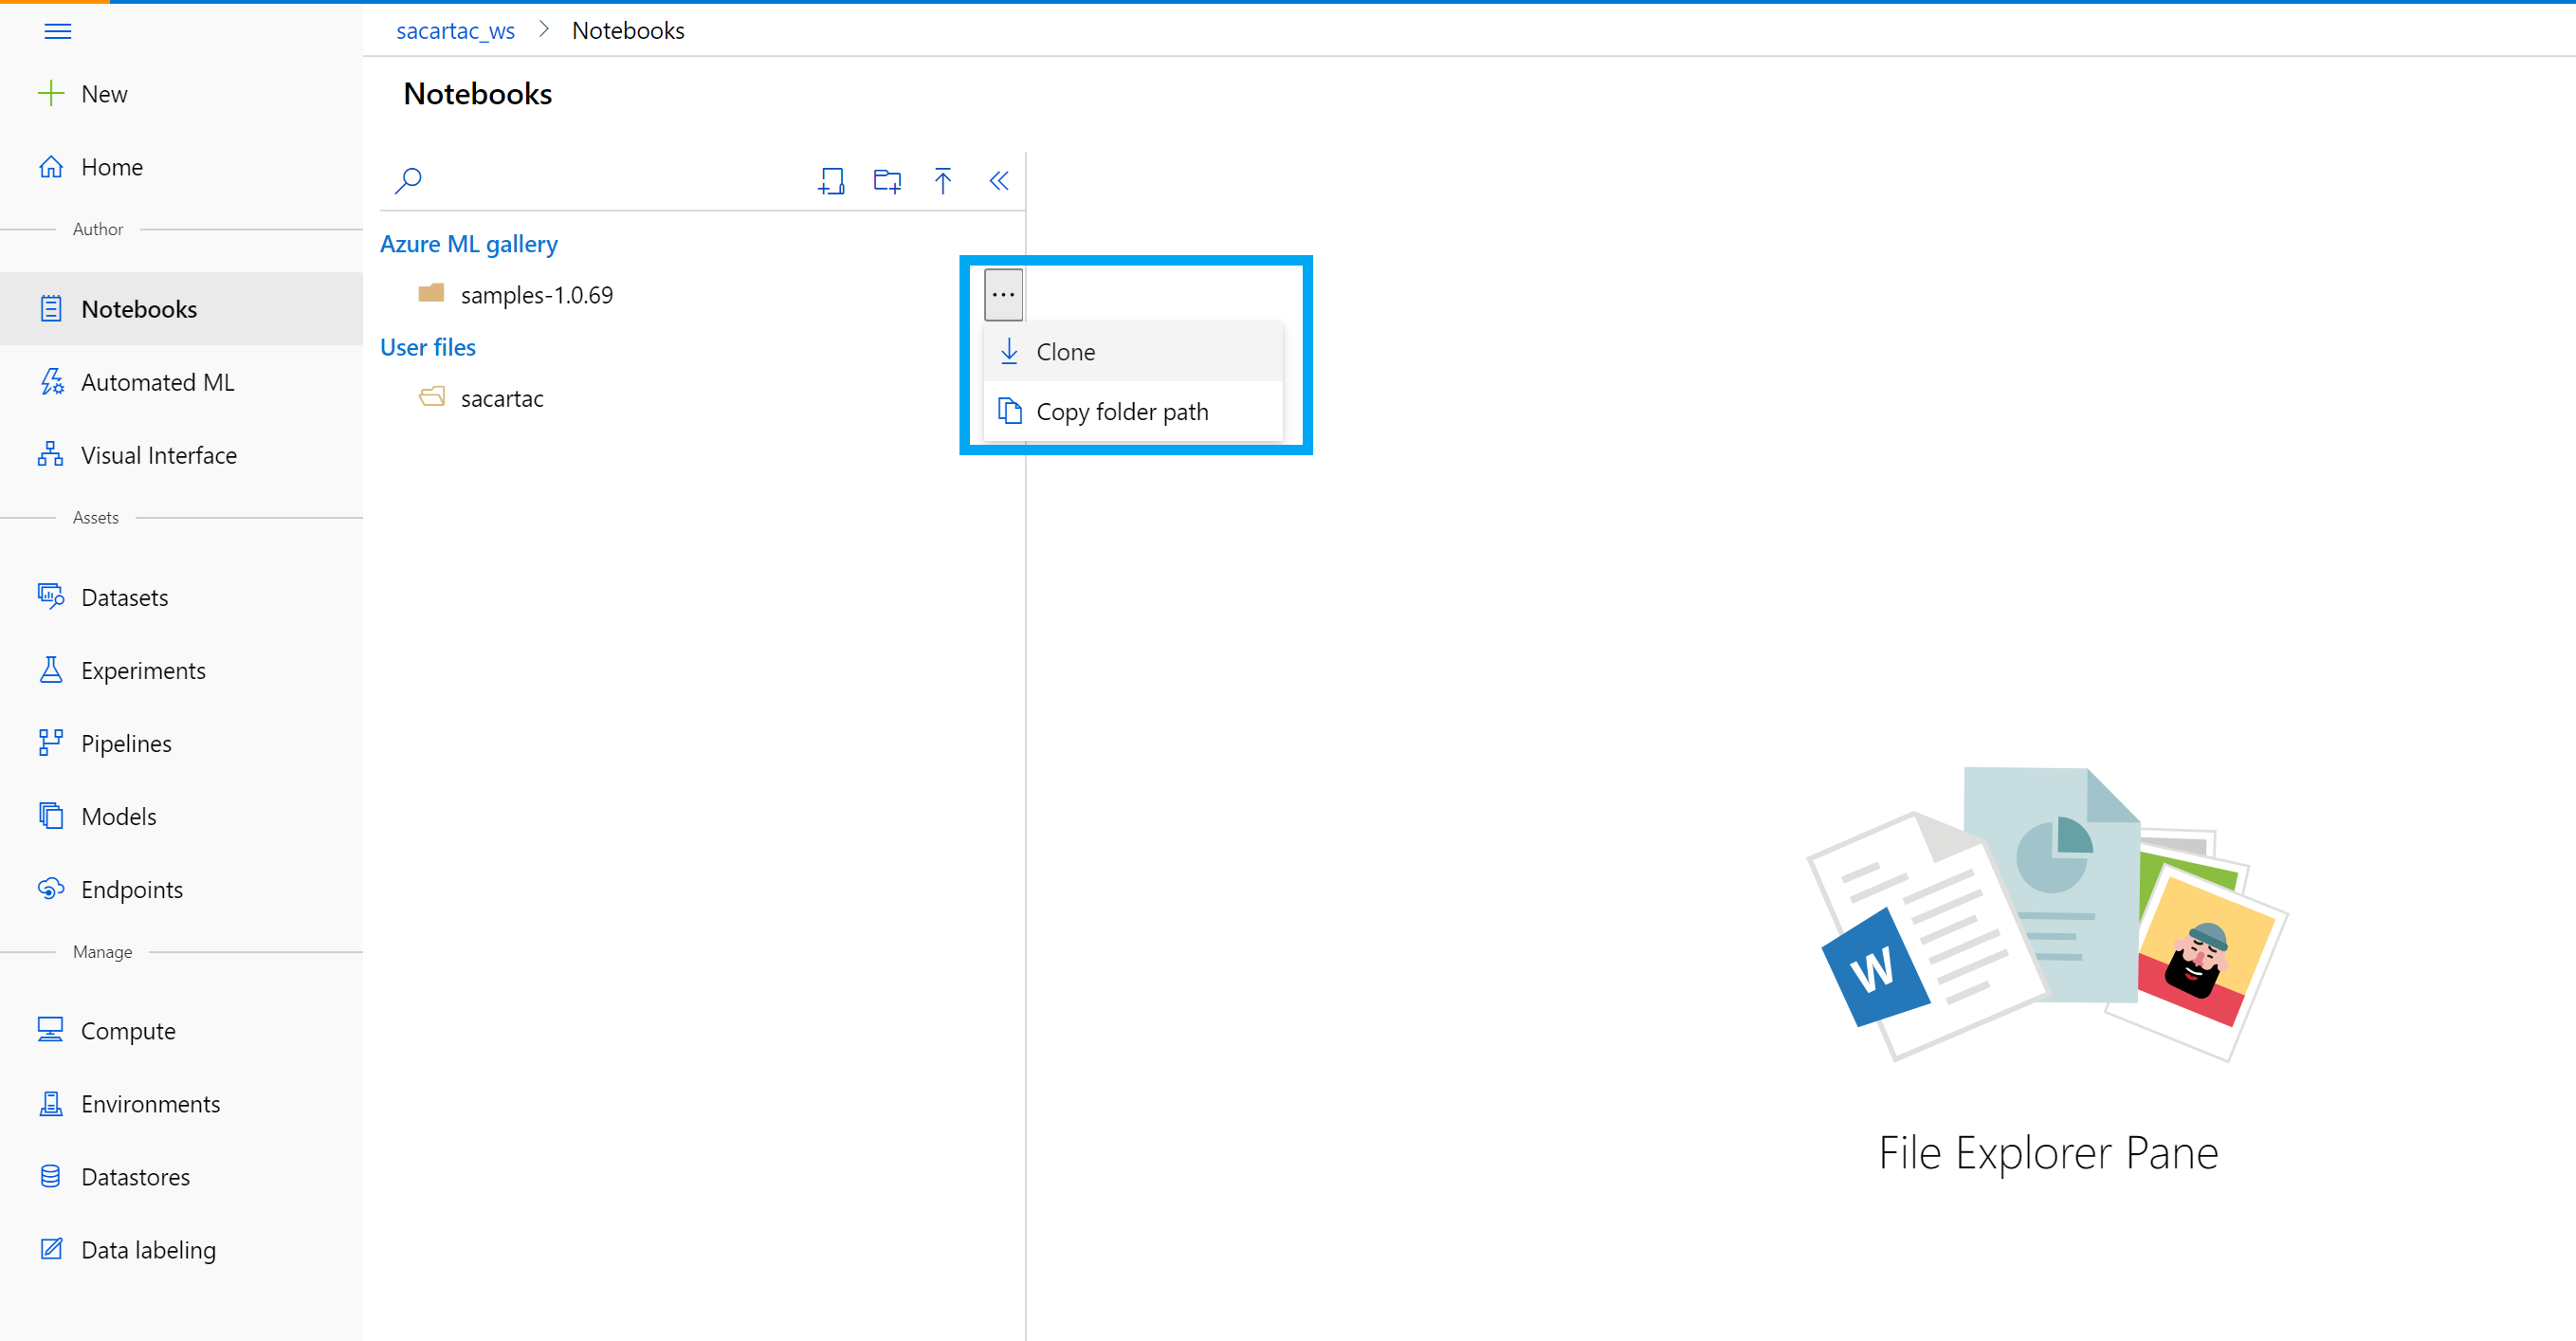 sacartac_ws > Notebooks
New
Home
Author
Notebooks
Automated ML
Visual Interface
Assets
Datasets
Experiments
Pipelines
Models
Endpoints
Manage
Compute
Environments
Datastores
Data labeling
Notebooks
Azure ML gallery
samples-1.0.69
User files
sacartac
...
Clone
Copy folder path
W
File Explorer Pane